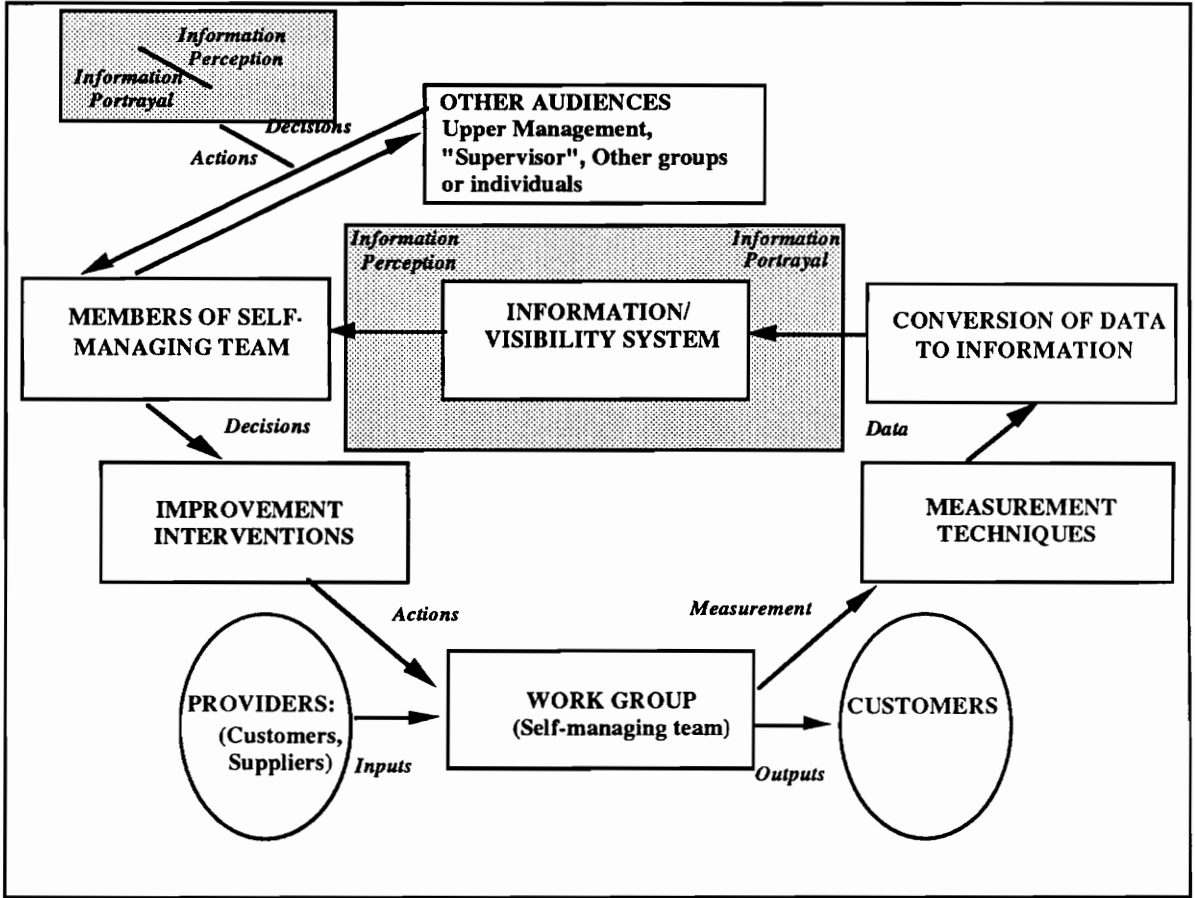 Information
Perception
Information
Portrayal
Decisions
Actions
OTHER AUDIENCES
Upper Management,
"Supervisor", Other groups
or individuals
Information
Perception
Information
Portrayal
MEMBERS OF SELF-
MANAGING TEAM
INFORMATION/
VISIBILITY SYSTEM
CONVERSION OF DATA
TO INFORMATION
Decisions
Data
IMPROVEMENT
INTERVENTIONS
MEASUREMENT
TECHNIQUES
Actions
Measurement
PROVIDERS:
(Customers,
Suppliers)
Inputs
WORK GROUP
(Self-managing team)
Outputs
CUSTOMERS